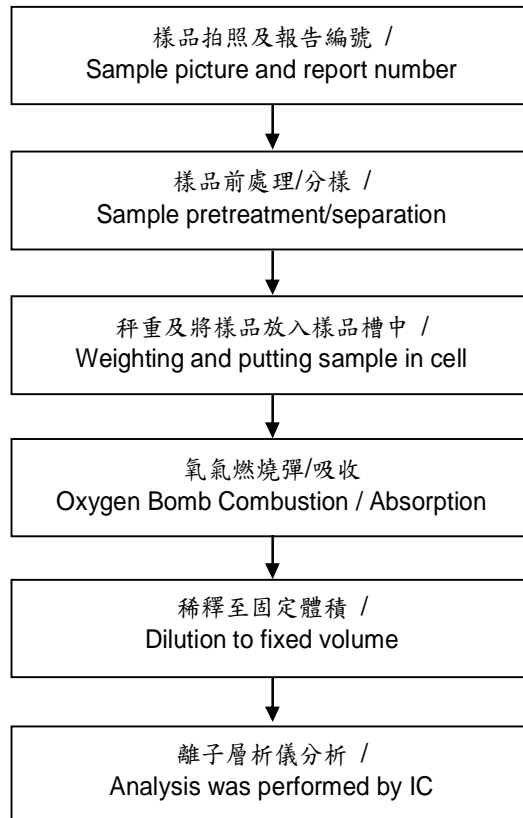 樣品拍照及報告編號 /
Sample picture and report number
樣品前處理/分樣 /
Sample pretreatment/separation
秤重及將樣品放入樣品槽中 /
Weighting and putting sample in cell
氧氣燃燒彈/吸收
Oxygen Bomb Combustion / Absorption
稀釋至固定體積 /
Dilution to fixed volume
離子層析儀分析 /
Analysis was performed by IC